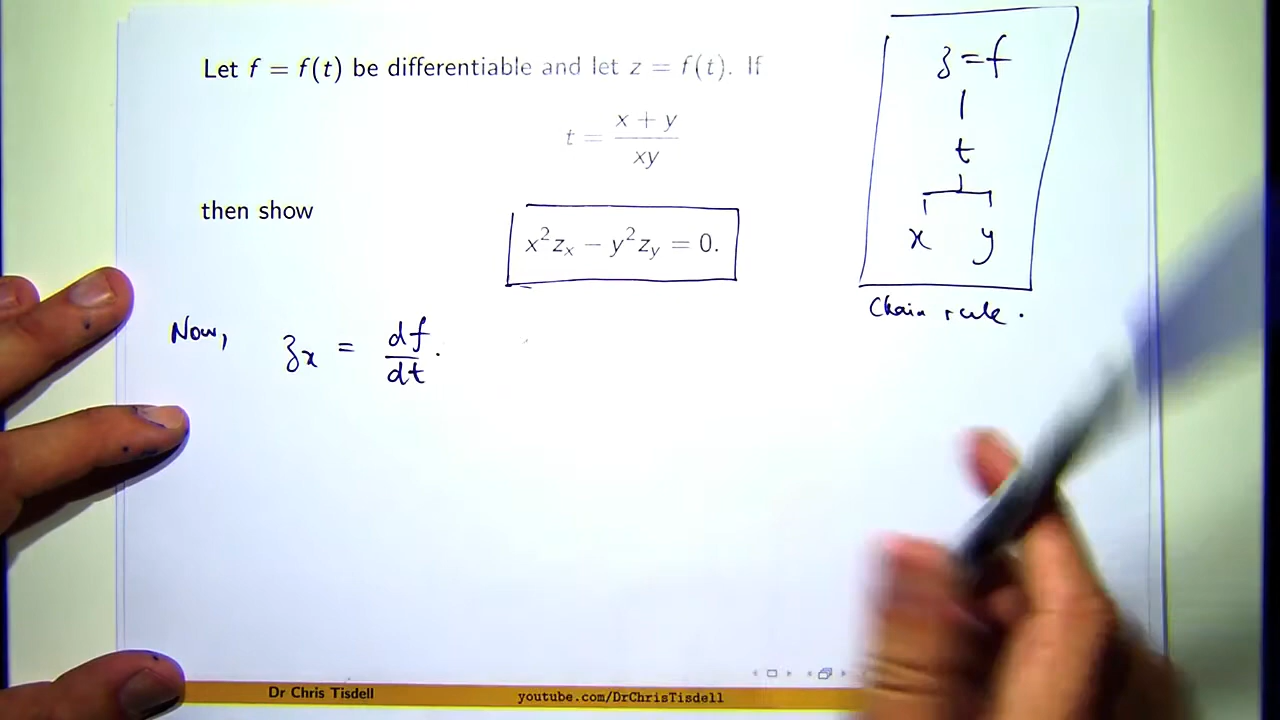 Let f = f(t) be differentiable and let z = f(t). If
t = x + y / xy
then show
x²zₓ − y²z_y = 0.
z = f
t
x y
Chain rule.
Now, zₓ = df/dt .
Dr Chris Tisdell youtube.com/DrChrisTisdell